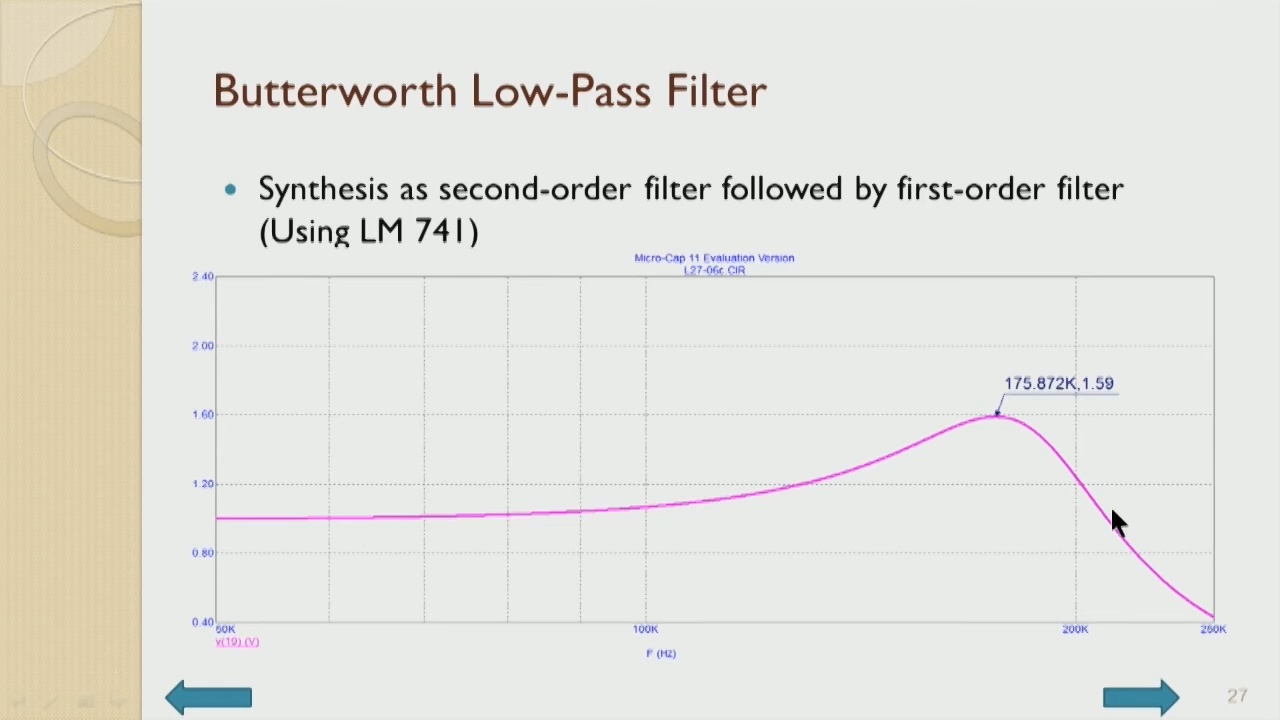 Butterworth Low-Pass Filter
Synthesis as second-order filter followed by first-order filter
(Using LM 741)
Micro-Cap 11 Evaluation Version
L27-06c.CIR
2.40
2.00
175.872K,1.59
1.60
1.20
0.80
0.40
50K 100K 200K 250K
v(19) (V)
F (Hz)
27